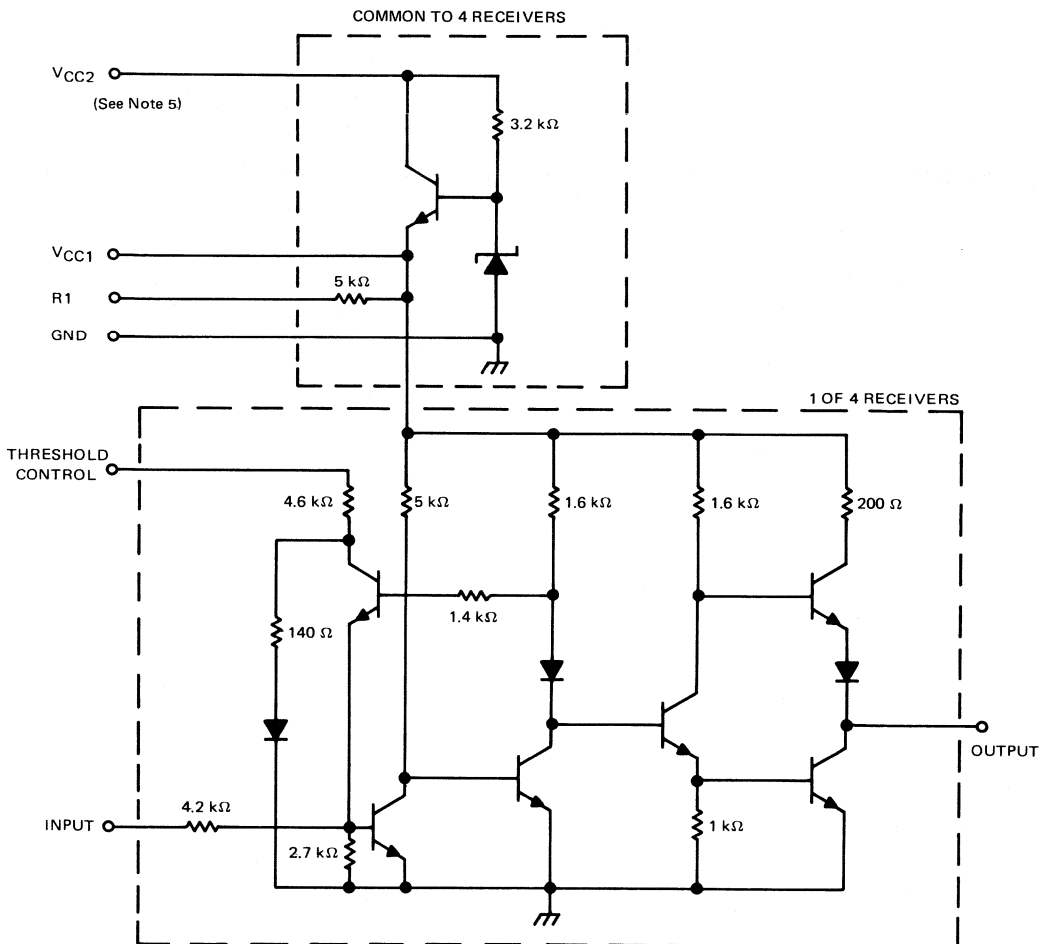 COMMON TO 4 RECEIVERS
VCC2
(See Note 5)
3.2 kΩ
VCC1
5 kΩ
R1
GND
1 OF 4 RECEIVERS
THRESHOLD
CONTROL
4.6 kΩ
5 kΩ
1.6 kΩ
1.6 kΩ
200 Ω
1.4 kΩ
140 Ω
OUTPUT
4.2 kΩ
INPUT
2.7 kΩ
1 kΩ